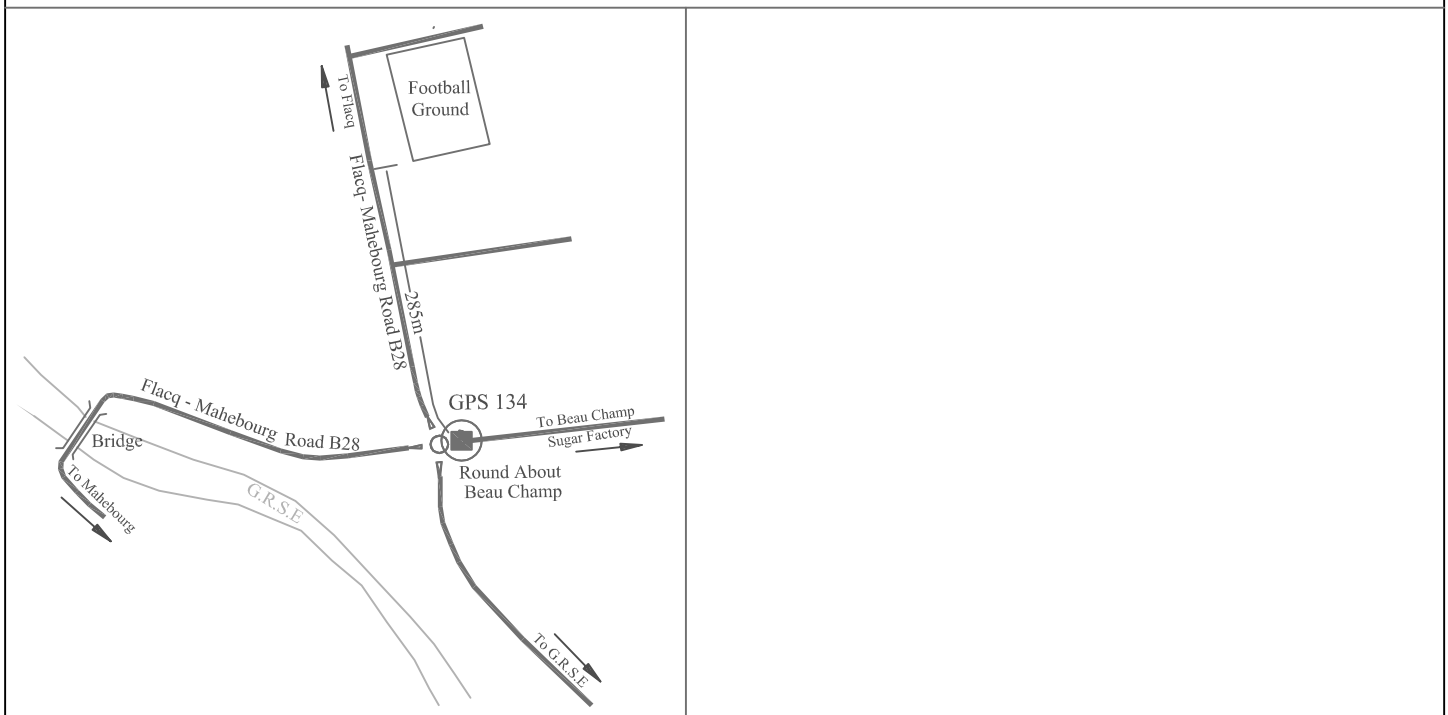 Football
Ground
To Flacq
Flacq- Mahebourg Road B28
285m
GPS 134
To Beau Champ
Sugar Factory
Flacq - Mahebourg Road B28
Bridge
To Mahebourg
Round About
Beau Champ
G.R.S.E
To G.R.S.E